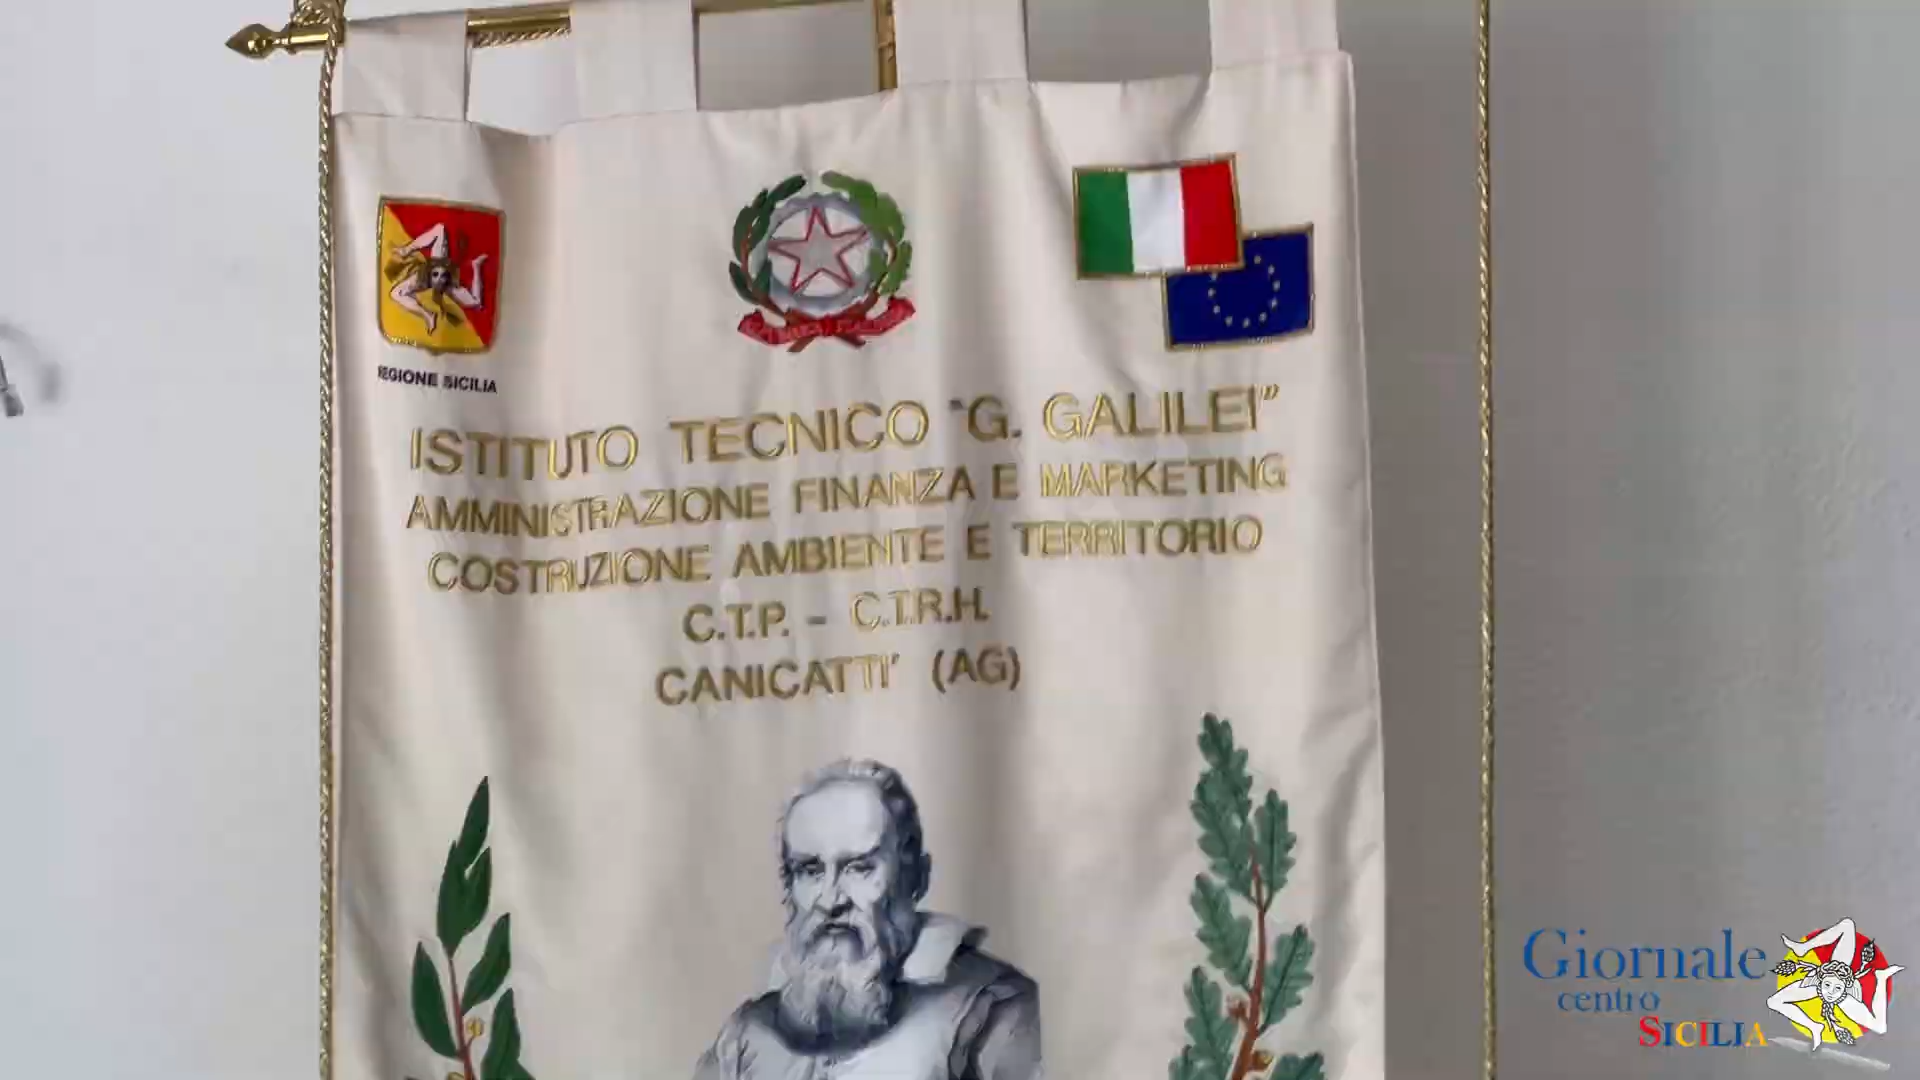 REGIONE SICILIA
ISTITUTO TECNICO "G. GALILEI"
AMMINISTRAZIONE FINANZA E MARKETING
COSTRUZIONE AMBIENTE E TERRITORIO
C.T.P. - C.T.R.H.
CANICATTI' (AG)
Giornale
centro
SICILIA